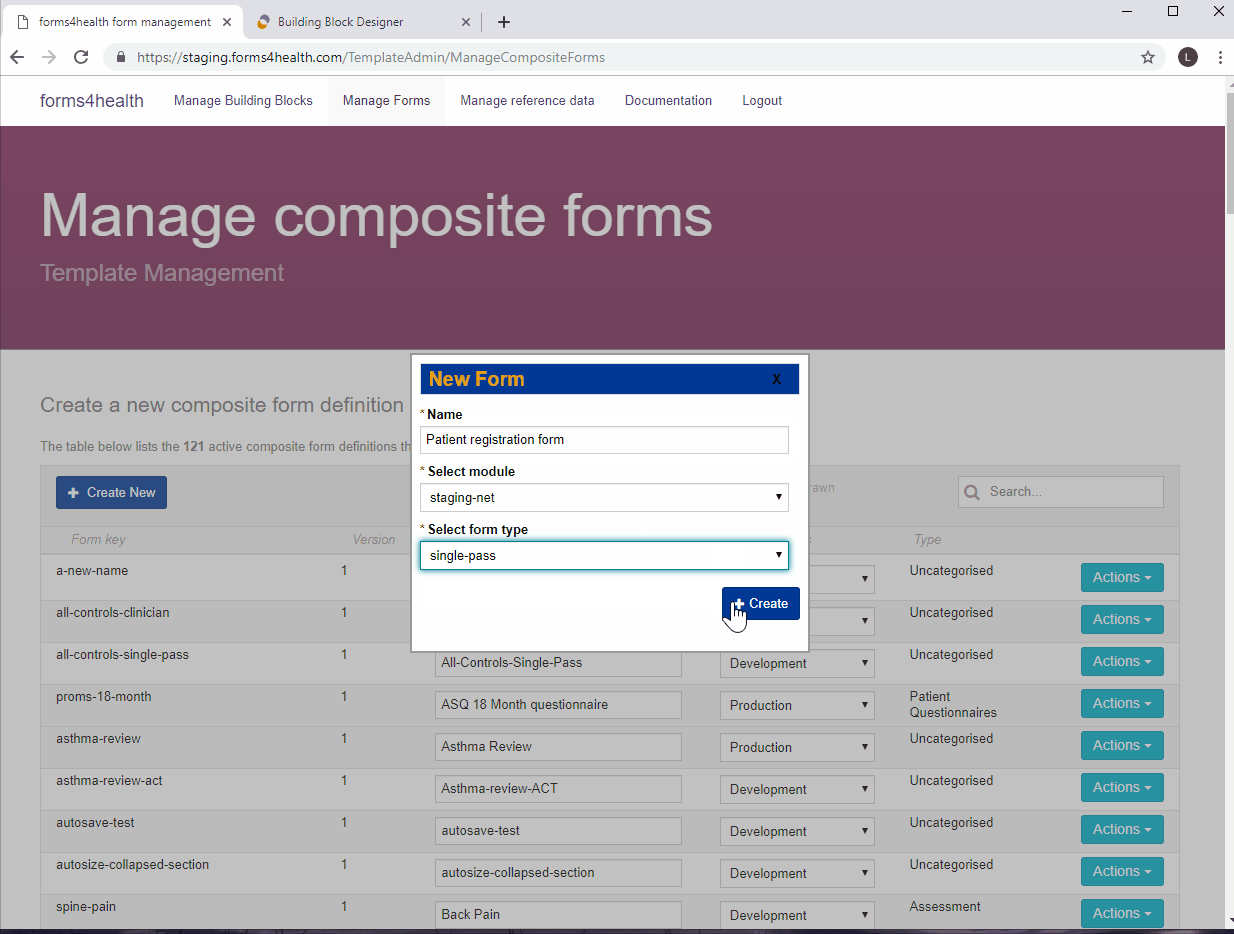 forms4health form management
Building Block Designer
https://staging.forms4health.com/TemplateAdmin/ManageCompositeForms
L
forms4health Manage Building Blocks Manage Forms Manage reference data Documentation Logout
Manage composite forms
Template Management
Create a new composite form definition
The table below lists the 121 active composite form definitions th
Create New
Search...
Form key Version Type
New Form X
* Name
Patient registration form
* Select module
staging-net
* Select form type
single-pass
Create
a-new-name 1 Uncategorised Actions
all-controls-clinician 1 Uncategorised Actions
all-controls-single-pass 1 All-Controls-Single-Pass Development Uncategorised Actions
proms-18-month 1 ASQ 18 Month questionnaire Production Patient Questionnaires Actions
asthma-review 1 Asthma Review Production Uncategorised Actions
asthma-review-act 1 Asthma-review-ACT Development Uncategorised Actions
autosave-test 1 autosave-test Development Uncategorised Actions
autosize-collapsed-section 1 autosize-collapsed-section Development Uncategorised Actions
spine-pain 1 Back Pain Development Assessment Actions